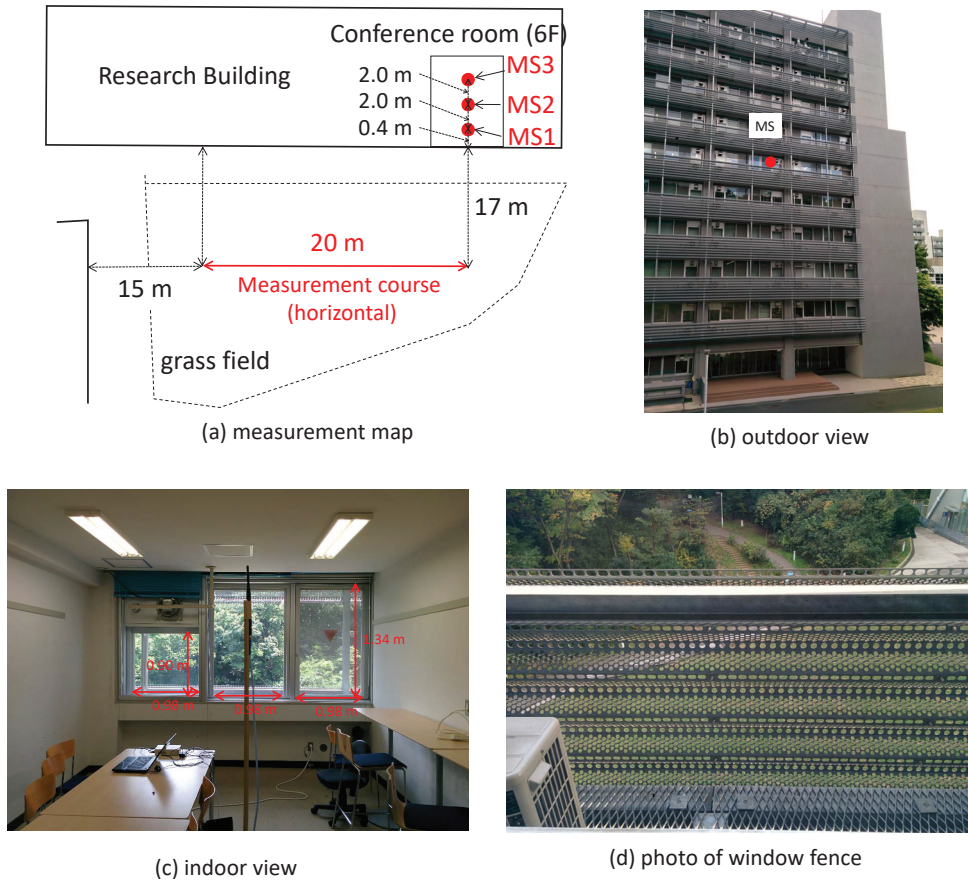 Conference room (6F)
Research Building
2.0 m
MS3
2.0 m
MS2
0.4 m
MS1
17 m
20 m
15 m
Measurement course
(horizontal)
grass field
(a) measurement map
MS
(b) outdoor view
1.34 m
0.90 m
0.98 m
0.98 m
0.98 m
(c) indoor view
(d) photo of window fence